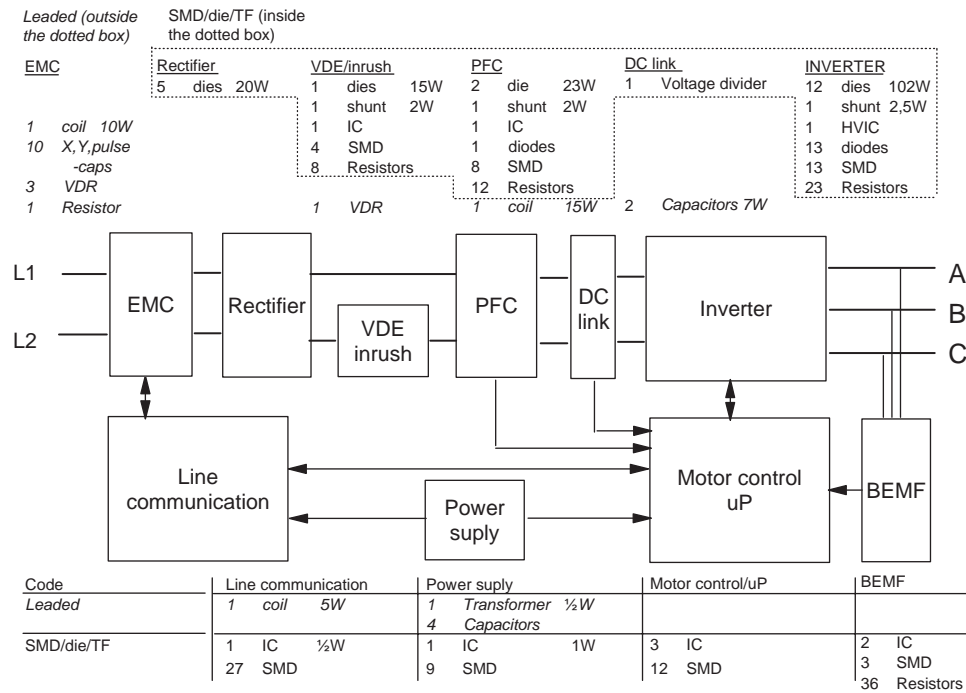 Leaded (outside the dotted box)
SMD/die/TF (inside the dotted box)
EMC
1 coil 10W
10 X,Y,pulse
-caps
3 VDR
1 Resistor
Rectifier
5 dies 20W
VDE/inrush
1 dies 15W
1 shunt 2W
1 IC
4 SMD
8 Resistors
1 VDR
PFC
2 die 23W
1 shunt 2W
1 IC
1 diodes
8 SMD
12 Resistors
1 coil 15W
DC link
1 Voltage divider
2 Capacitors 7W
INVERTER
12 dies 102W
1 shunt 2,5W
1 HVIC
13 diodes
13 SMD
23 Resistors
L1
L2
EMC
Rectifier
VDE
inrush
PFC
DC
link
Inverter
A
B
C
Line
communication
Power
suply
Motor control
uP
BEMF
Code Line communication Power suply Motor control/uP BEMF
Leaded 1 coil 5W 1 Transformer ½W
4 Capacitors
SMD/die/TF 1 IC ½W 1 IC 1W 3 IC 2 IC
27 SMD 9 SMD 12 SMD 3 SMD
36 Resistors